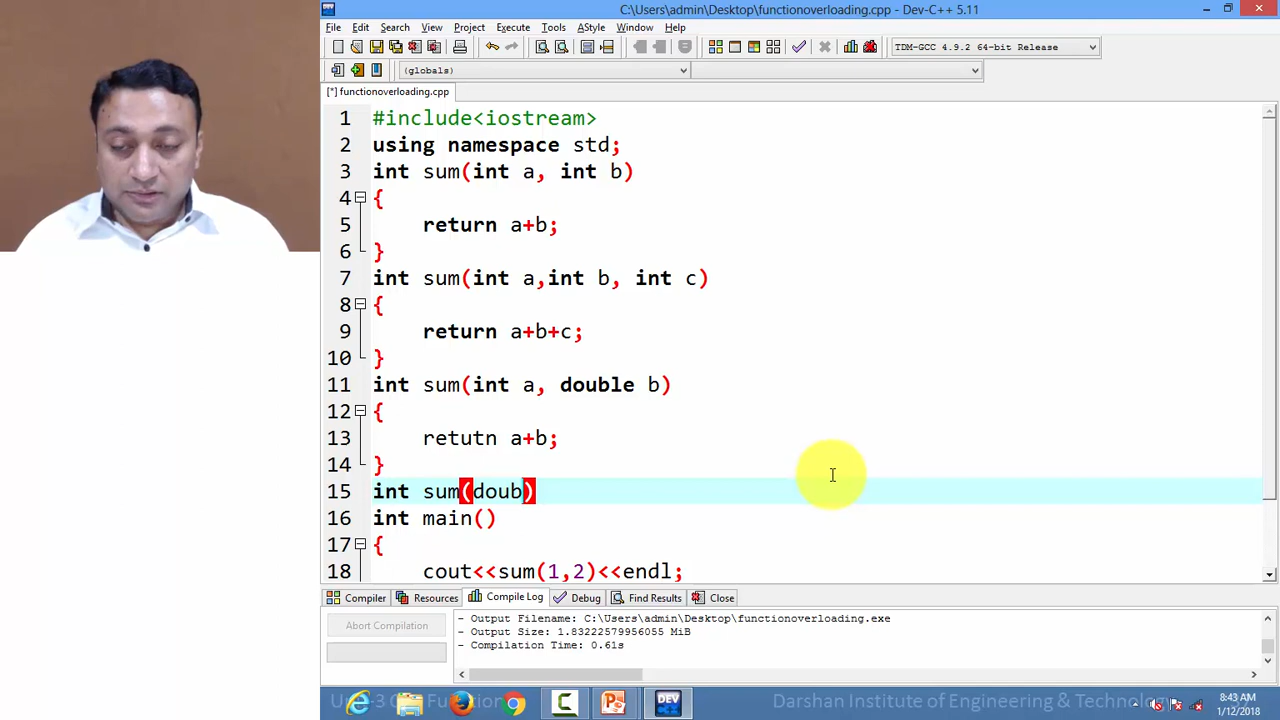 C:\Users\admin\Desktop\functionoverloading.cpp - Dev-C++ 5.11
File Edit Search View Project Execute Tools AStyle Window Help
TDM-GCC 4.9.2 64-bit Release
(globals)
[*] functionoverloading.cpp
1 #include<iostream>
2 using namespace std;
3 int sum(int a, int b)
4 {
5 return a+b;
6 }
7 int sum(int a,int b, int c)
8 {
9 return a+b+c;
10 }
11 int sum(int a, double b)
12 {
13 retutn a+b;
14 }
15 int sum(doub)
16 int main()
17 {
18 cout<<sum(1,2)<<endl;
Compiler Resources Compile Log Debug Find Results Close
Abort Compilation
- Output Filename: C:\Users\admin\Desktop\functionoverloading.exe
- Output Size: 1.83222579956055 MiB
- Compilation Time: 0.61s
Darshan Institute of Engineering & Technology
8:43 AM
1/12/2018